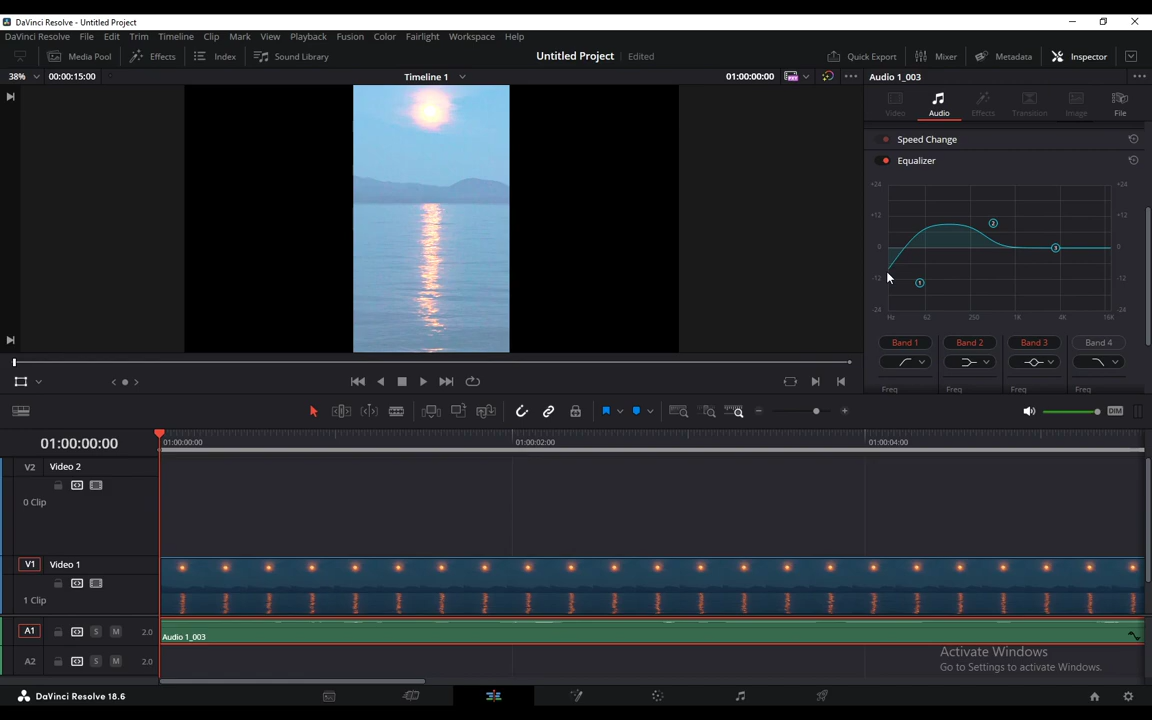 DaVinci Resolve - Untitled Project
DaVinci Resolve File Edit Trim Timeline Clip Mark View Playback Fusion Color Fairlight Workspace Help
Media Pool Effects Index Sound Library Untitled Project Edited Quick Export Mixer Metadata Inspector
38% 00:00:15:00 Timeline 1 01:00:00:00 Audio 1_003
Video Audio Effects Transition Image File
Speed Change
Equalizer
+24 +24
+12 +12
2
0 3 0
-12 1 -12
-24 -24
Hz 62 250 1K 4K 16K
Band 1 Band 2 Band 3 Band 4
Freq Freq Freq Freq
DIM
01:00:00:00 01:00:00:00 01:00:02:00 01:00:04:00
V2 Video 2
0 Clip
V1 Video 1
1 Clip
A1 S M 2.0 Audio 1_003
A2 S M 2.0
Activate Windows
Go to Settings to activate Windows.
DaVinci Resolve 18.6